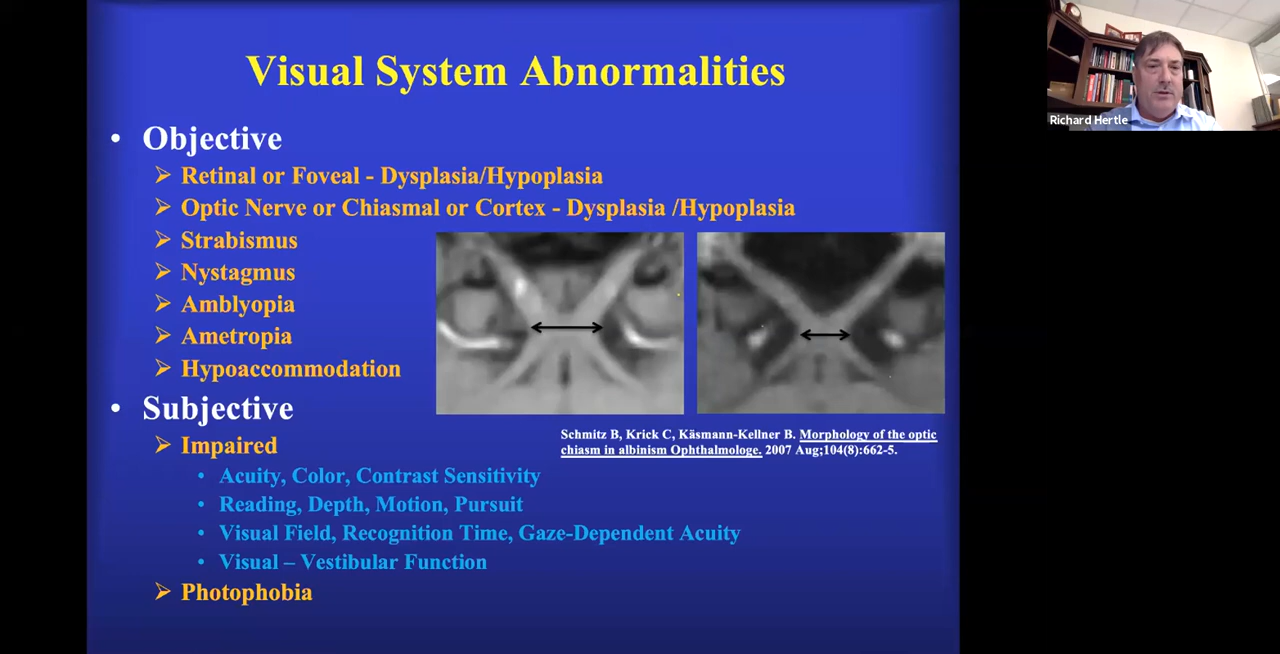 Visual System Abnormalities
• Objective
➢ Retinal or Foveal - Dysplasia/Hypoplasia
➢ Optic Nerve or Chiasmal or Cortex - Dysplasia /Hypoplasia
➢ Strabismus
➢ Nystagmus
➢ Amblyopia
➢ Ametropia
➢ Hypoaccommodation
• Subjective
➢ Impaired
• Acuity, Color, Contrast Sensitivity
• Reading, Depth, Motion, Pursuit
• Visual Field, Recognition Time, Gaze-Dependent Acuity
• Visual – Vestibular Function
➢ Photophobia
Schmitz B, Krick C, Käsmann-Kellner B. Morphology of the optic
chiasm in albinism Ophthalmologe. 2007 Aug;104(8):662-5.
Richard Hertle